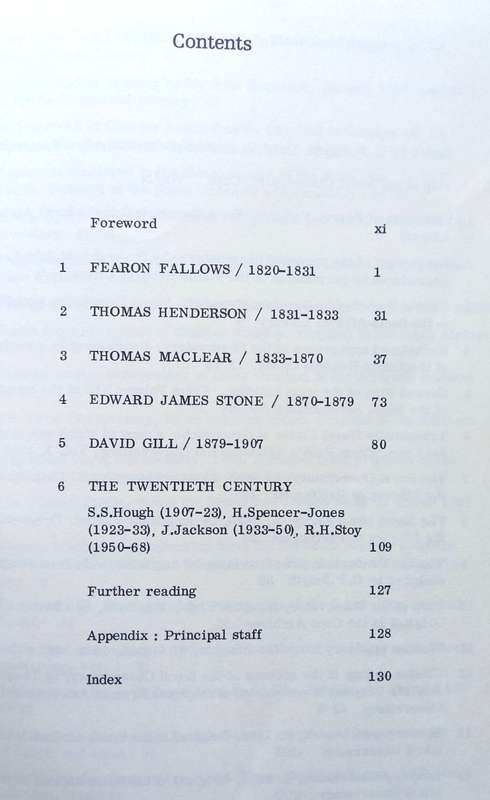 Contents
Foreword xi
1 FEARON FALLOWS / 1820-1831 1
2 THOMAS HENDERSON / 1831-1833 31
3 THOMAS MACLEAR / 1833-1870 37
4 EDWARD JAMES STONE / 1870-1879 73
5 DAVID GILL / 1879-1907 80
6 THE TWENTIETH CENTURY
S.S.Hough (1907-23), H.Spencer-Jones
(1923-33), J.Jackson (1933-50), R.H.Stoy
(1950-68) 109
Further reading 127
Appendix : Principal staff 128
Index 130